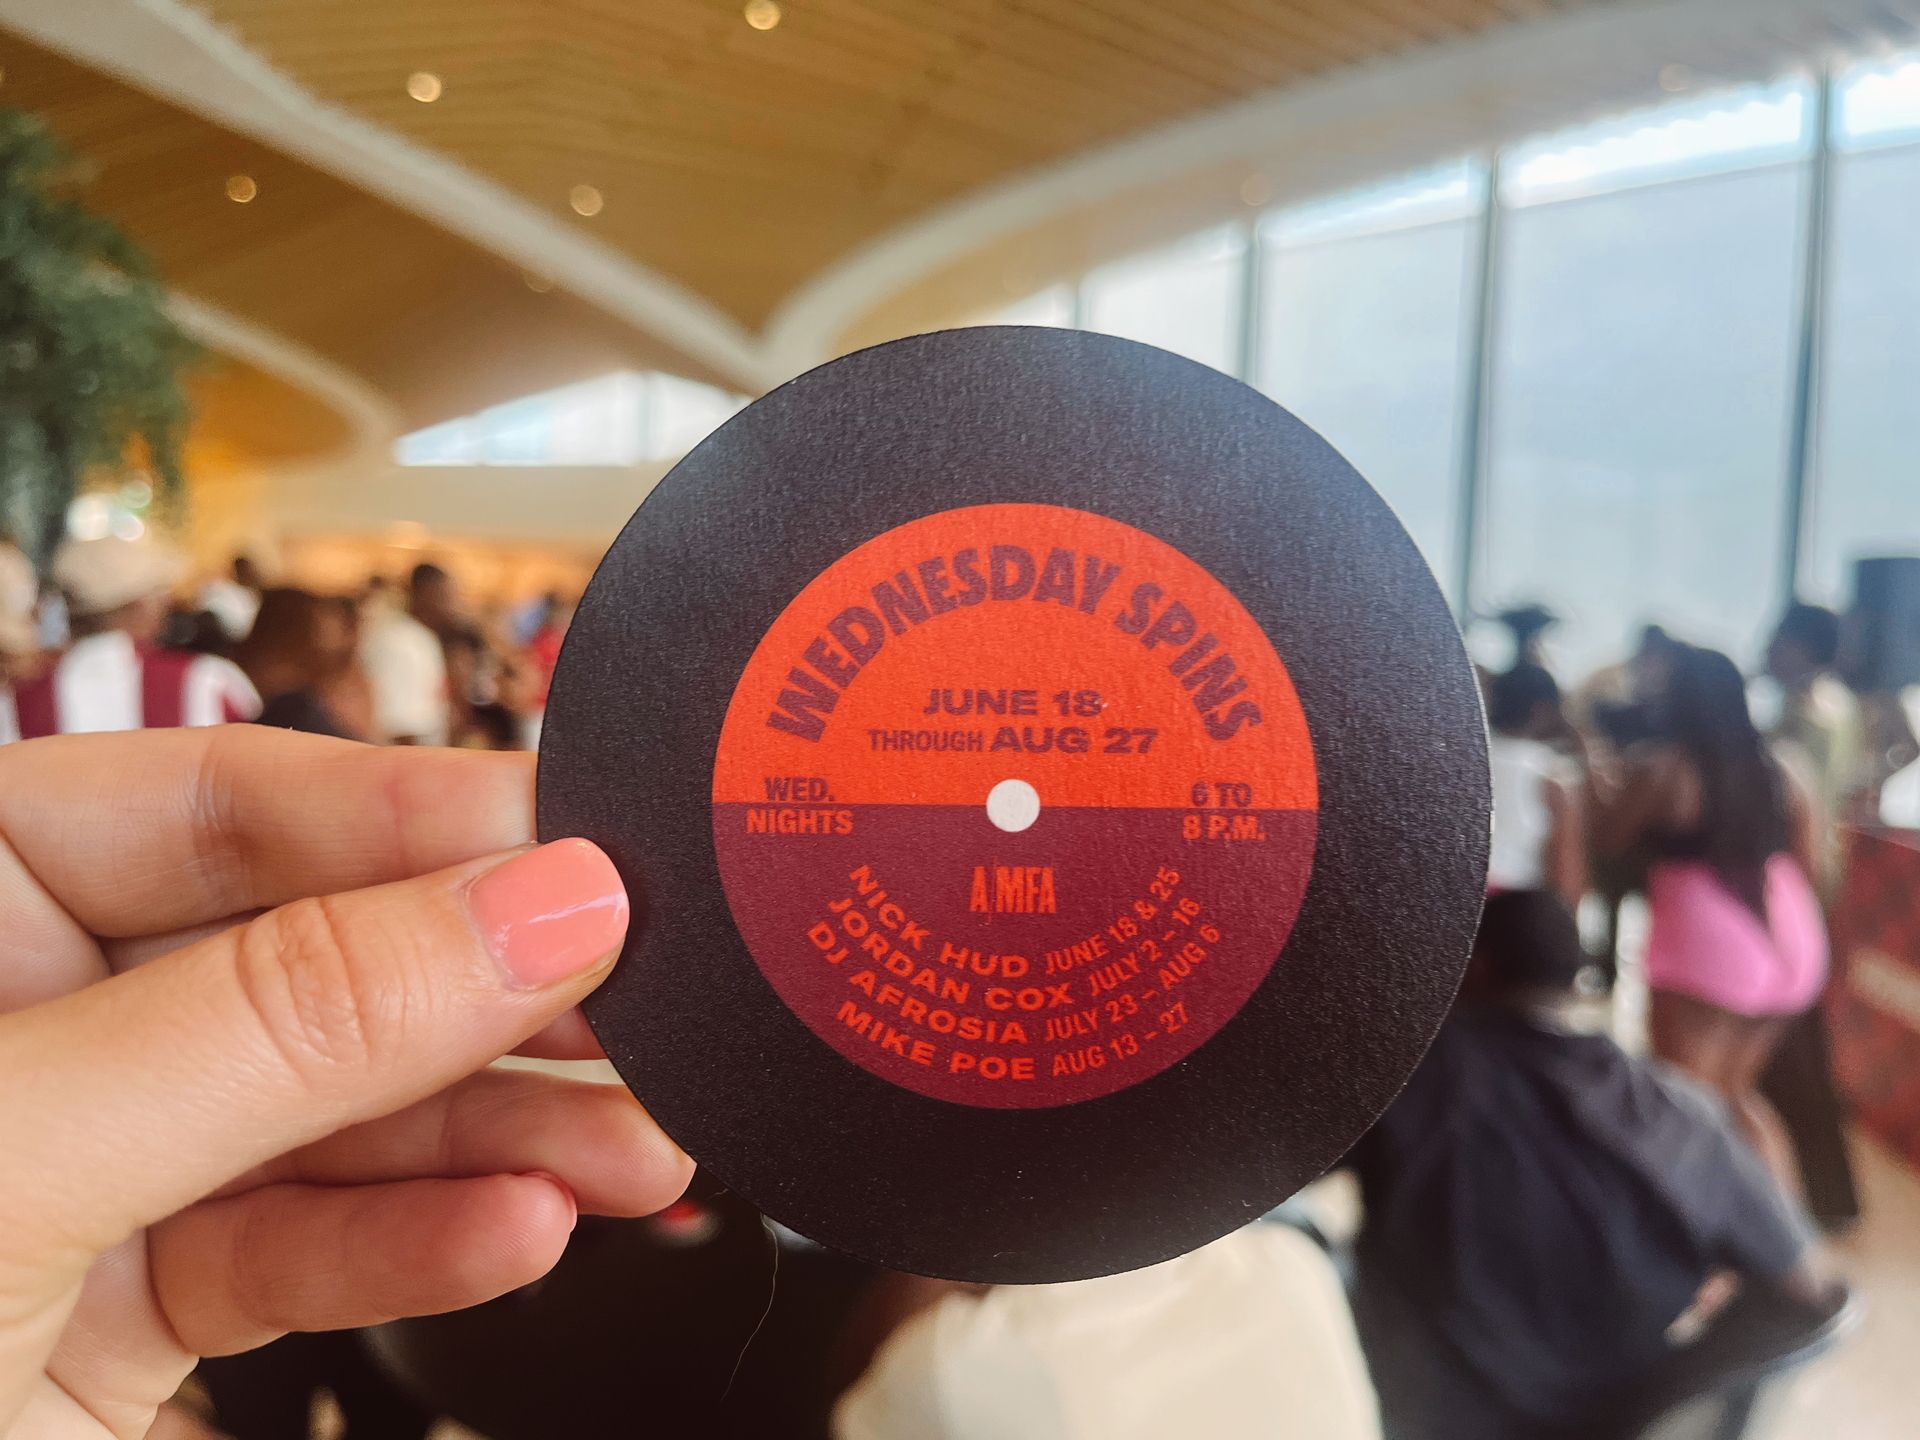 WEDNESDAY SPINS
JUNE 18
THROUGH AUG 27
WED.
NIGHTS
6 TO
8 P.M.
AMFA
NICK HUD JUNE 18 & 25
JORDAN COX JULY 2 – 16
DJ AFROSIA JULY 23 – AUG 6
MIKE POE AUG 13 – 27